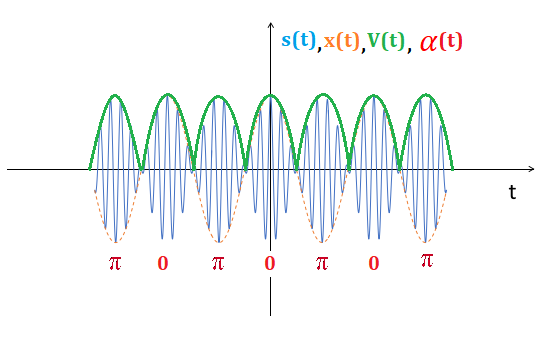 s(t),x(t),V(t), α(t)
t
π 0 π 0 π 0 π